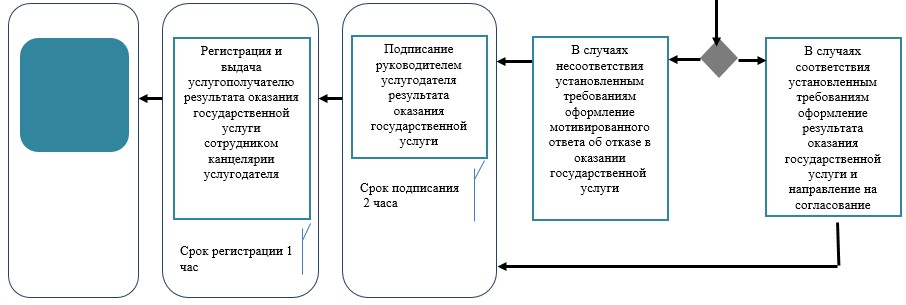 Регистрация и
выдача
услугополучателю
результата оказания
государственной
услуги
сотрудником
канцелярии
услугодателя
Срок регистрации 1
час
Подписание
руководителем
услугодателя
результата
оказания
государственной
услуги
Срок подписания
2 часа
В случаях
несоответствия
установленным
требованиям
оформление
мотивированного
ответа об отказе в
оказании
государственной
услуги
В случаях
соответствия
установленным
требованиям
оформление
результата
оказания
государственной
услуги и
направление на
согласование